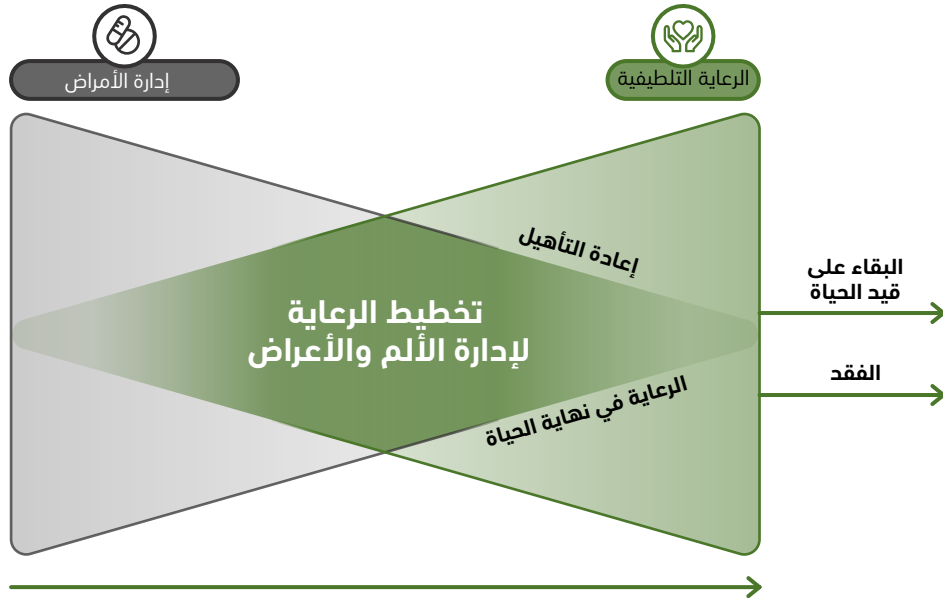 إدارة الأمراض
الرعاية التلطيفية
إعادة التأهيل
تخطيط الرعاية
لإدارة الألم والأعراض
الرعاية في نهاية الحياة
البقاء على
قيد الحياة
الفقد